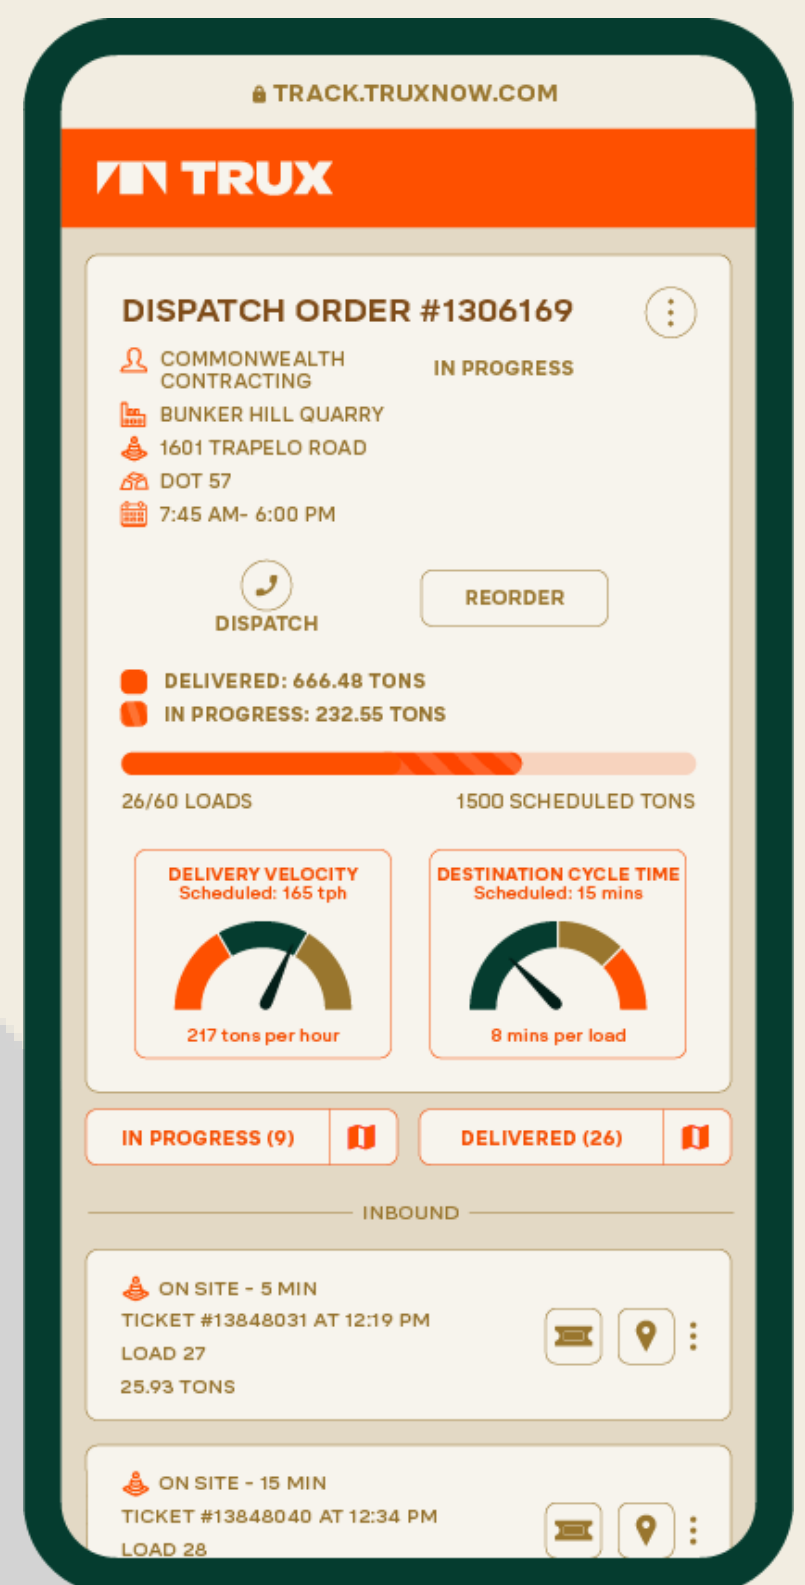 TRACK.TRUXNOW.COM
TRUX
DISPATCH ORDER #1306169
COMMONWEALTH
CONTRACTING
IN PROGRESS
BUNKER HILL QUARRY
1601 TRAPELO ROAD
DOT 57
7:45 AM- 6:00 PM
DISPATCH
REORDER
DELIVERED: 666.48 TONS
IN PROGRESS: 232.55 TONS
26/60 LOADS
1500 SCHEDULED TONS
DELIVERY VELOCITY
Scheduled: 165 tph
217 tons per hour
DESTINATION CYCLE TIME
Scheduled: 15 mins
8 mins per load
IN PROGRESS (9)
DELIVERED (26)
INBOUND
ON SITE - 5 MIN
TICKET #13848031 AT 12:19 PM
LOAD 27
25.93 TONS
ON SITE - 15 MIN
TICKET #13848040 AT 12:34 PM
LOAD 28